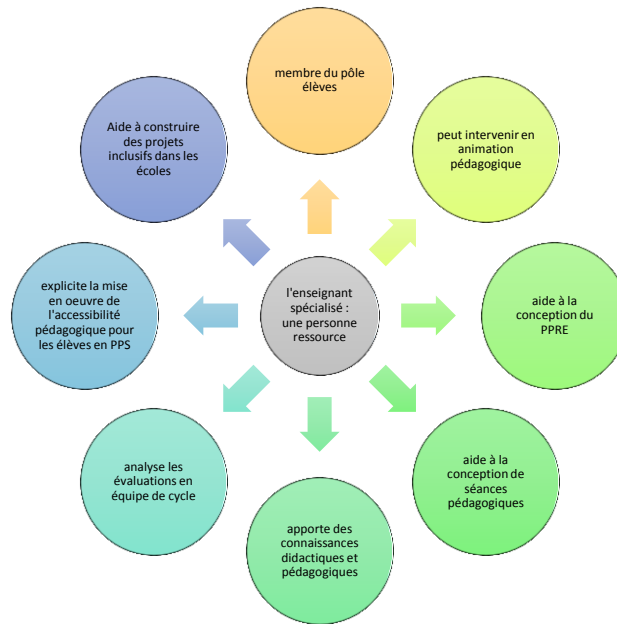 membre du pôle
élèves
peut intervenir en
animation
pédagogique
aide à la
conception du
PPRE
aide à la
conception de
séances
pédagogiques
apporte des
connaissances
didactiques et
pédagogiques
analyse les
évaluations en
équipe de cycle
explicite la mise
en oeuvre de
l'accessibilité
pédagogique pour
les élèves en PPS
Aide à construire
des projets
inclusifs dans les
écoles
l'enseignant
spécialisé :
une personne
ressource